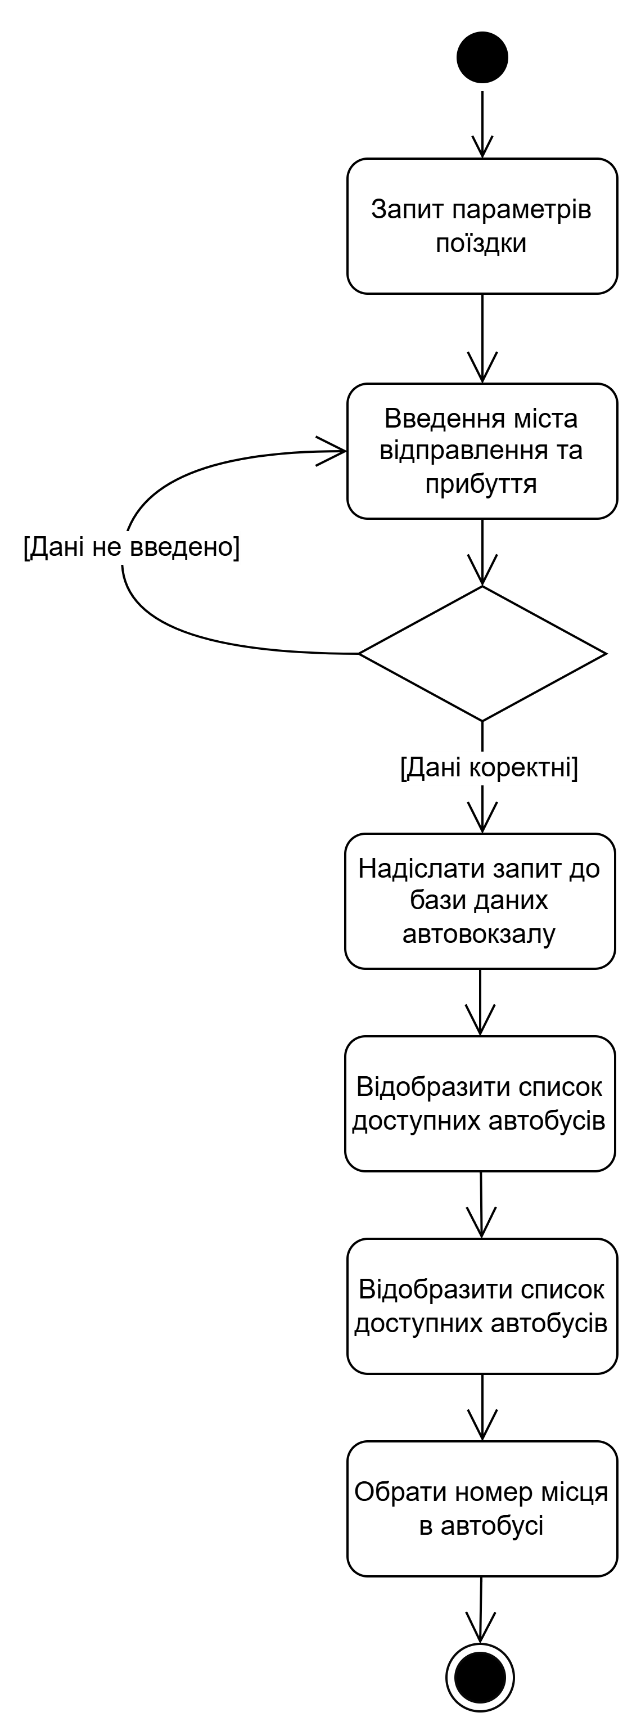 Запит параметрів
поїздки
Введення міста
відправлення та
прибуття
[Дані не введено]
[Дані коректні]
Надіслати запит до
бази даних
автовокзалу
Відобразити список
доступних автобусів
Відобразити список
доступних автобусів
Обрати номер місця
в автобусі